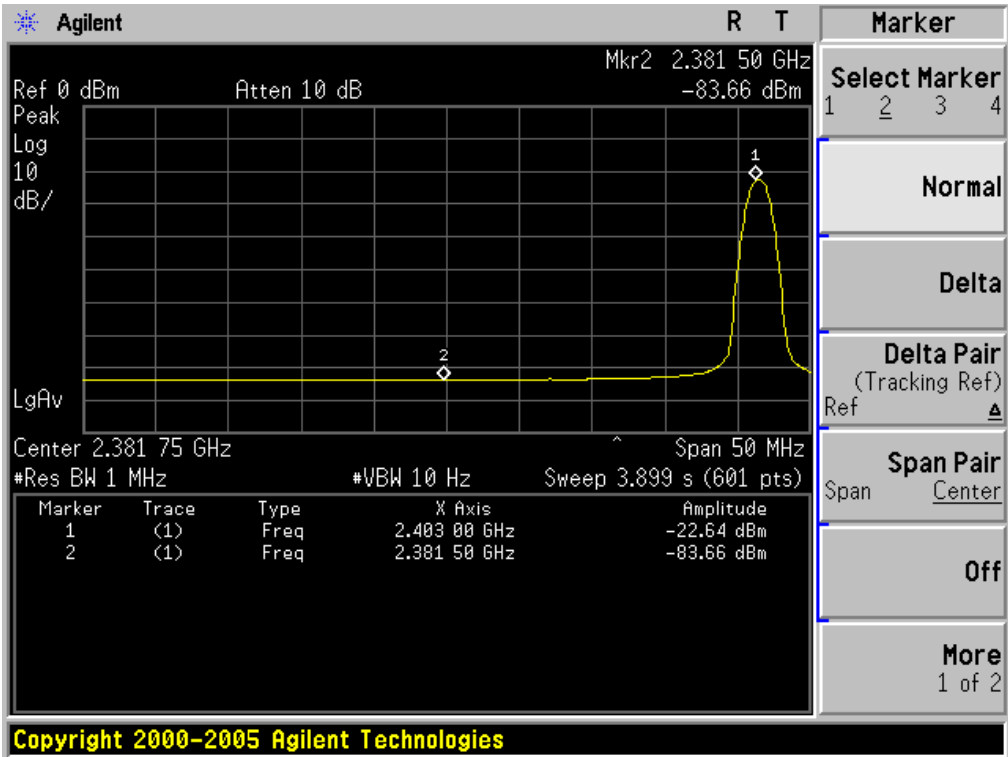 Agilent R T
Mkr2 2.381 50 GHz
Ref 0 dBm Atten 10 dB -83.66 dBm
Peak
Log
10
dB/
1
2
LgAv
Center 2.381 75 GHz ^ Span 50 MHz
#Res BW 1 MHz #VBW 10 Hz Sweep 3.899 s (601 pts)
Marker Trace Type X Axis Amplitude
1 (1) Freq 2.403 00 GHz -22.64 dBm
2 (1) Freq 2.381 50 GHz -83.66 dBm
Marker
Select Marker
1 2 3 4
Normal
Delta
Delta Pair
(Tracking Ref)
Ref Δ
Span Pair
Span Center
Off
More
1 of 2
Copyright 2000-2005 Agilent Technologies